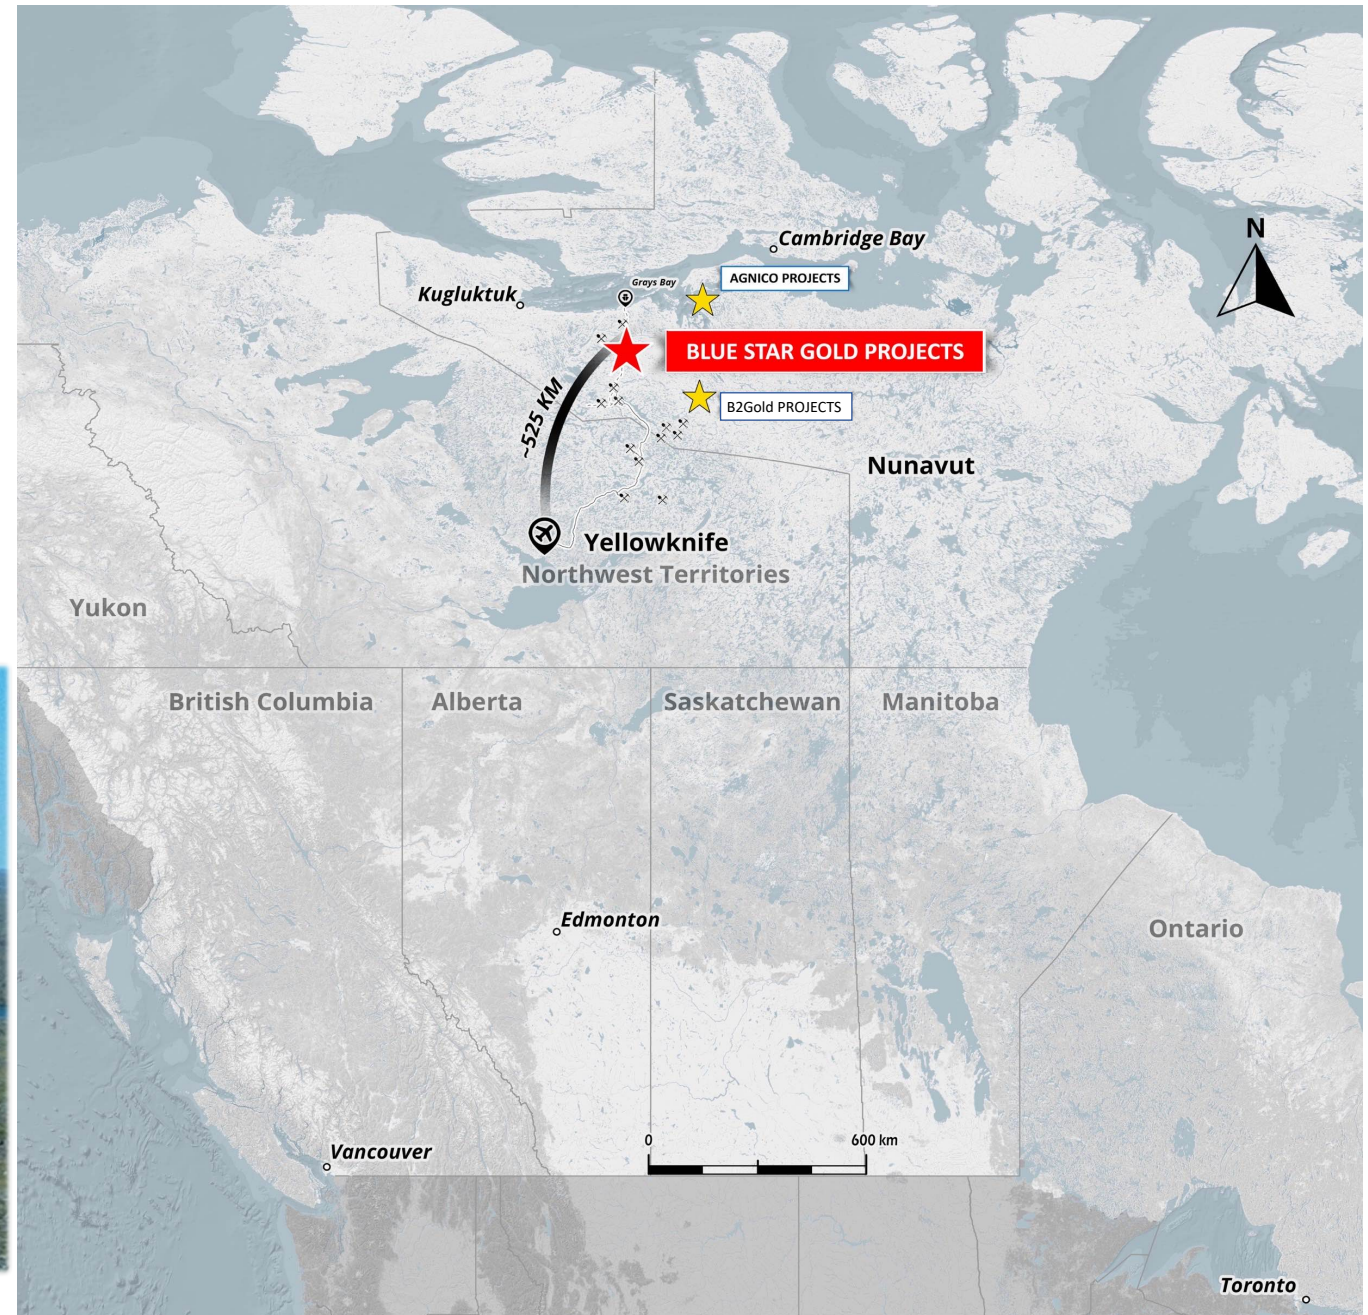 N
Cambridge Bay
AGNICO PROJECTS
Grays Bay
Kugluktuk
BLUE STAR GOLD PROJECTS
~525 KM
B2Gold PROJECTS
Nunavut
Yellowknife
Northwest Territories
Yukon
British Columbia
Alberta
Saskatchewan
Manitoba
Edmonton
Ontario
0
600 km
Vancouver
Toronto